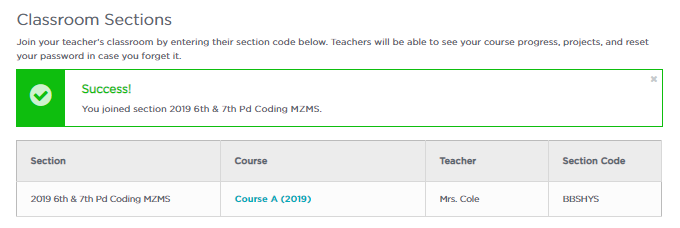 Classroom Sections
Join your teacher's classroom by entering their section code below. Teachers will be able to see your course progress, projects, and reset
your password in case you forget it.
Success!
You joined section 2019 6th & 7th Pd Coding MZMS.
Section Course Teacher Section Code
2019 6th & 7th Pd Coding MZMS Course A (2019) Mrs. Cole BBSHYS